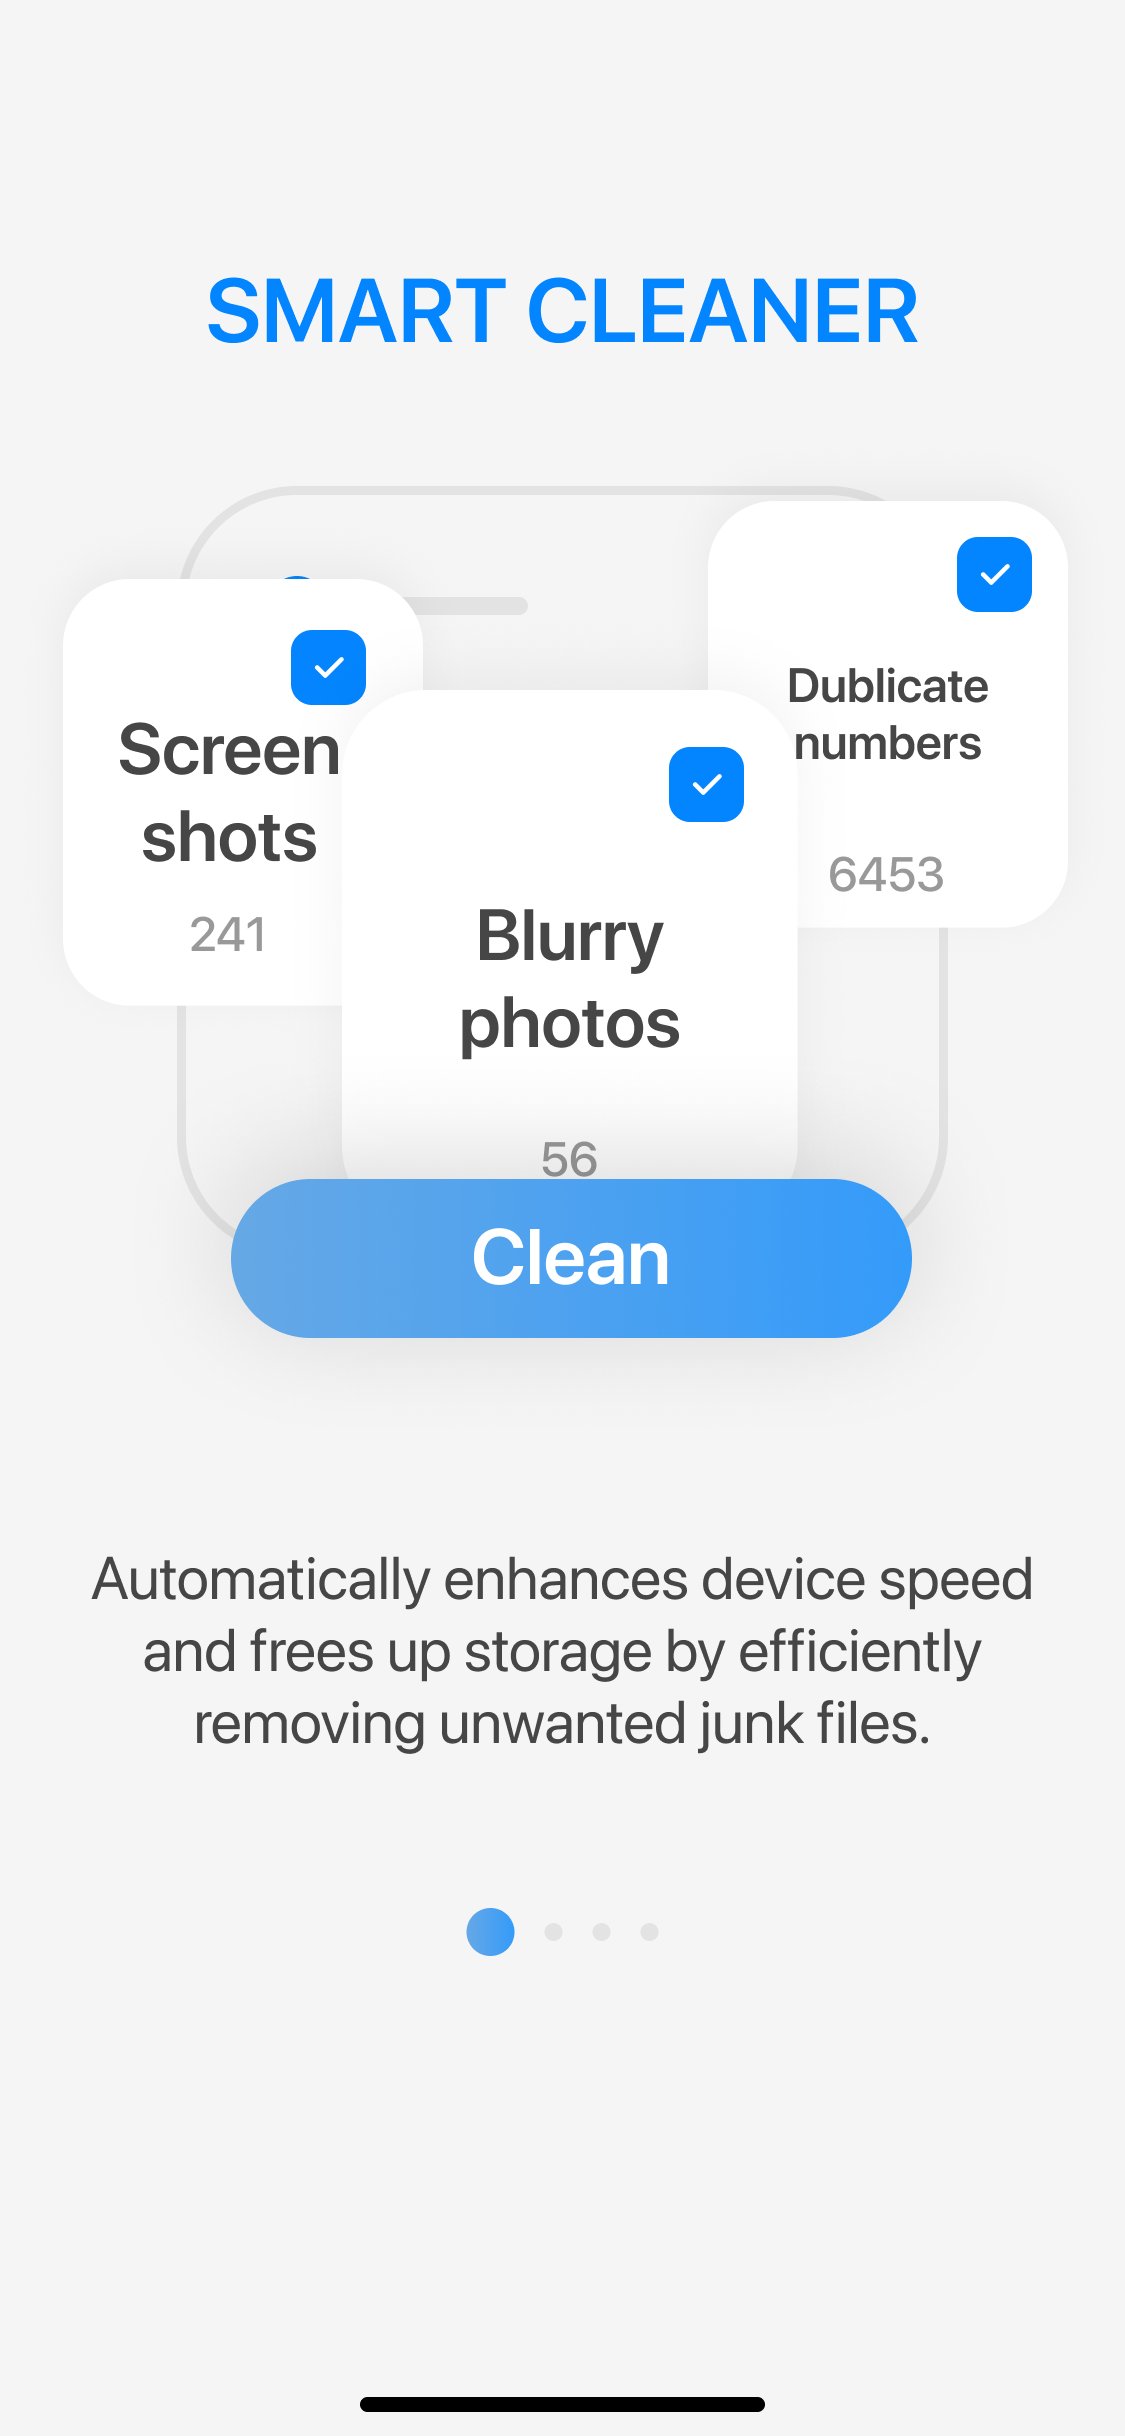 SMART CLEANER
Screen
shots
241
Dublicate
numbers
6453
Blurry
photos
56
Clean
Automatically enhances device speed
and frees up storage by efficiently
removing unwanted junk files.